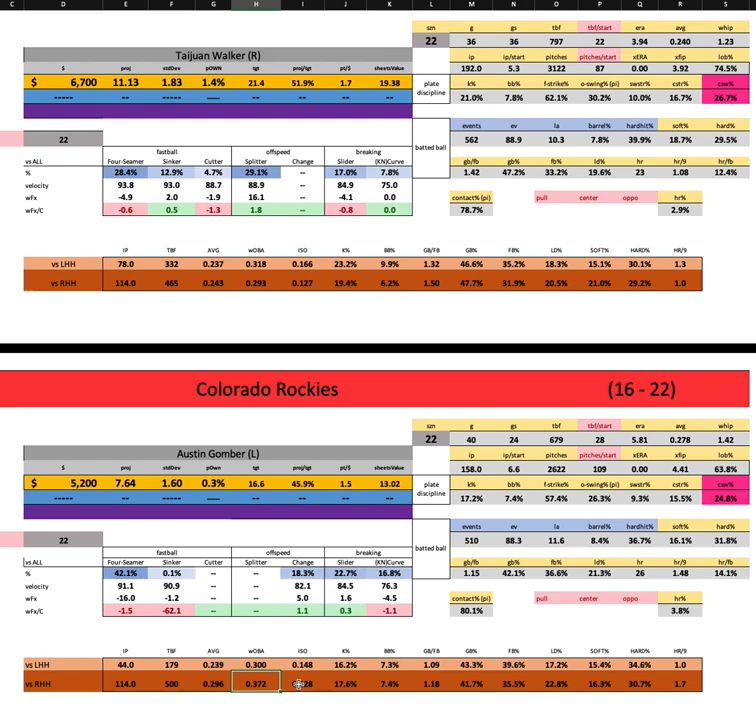 C D E F G H I J K L M N O P Q R S
szn g gs tbf tbf/start era avg whip
22 36 36 797 22 3.94 0.240 1.23
Taijuan Walker (R)
ip ip/start pitches pitches/start xERA xfip lob%
$ proj stdDev pOWN tgt proj/tgt pt/$ sheetsValue
192.0 5.3 3122 87 0.00 3.92 74.5%
$ 6,700 11.13 1.83 1.4% 21.4 51.9% 1.7 19.38
plate discipline k% bb% f-strike% o-swing% (pi) swstr% cstr% csw%
----- -- ----- — -- -- -- --
21.0% 7.8% 62.1% 30.2% 10.0% 16.7% 26.7%
events ev la barrel% hardhit% soft% hard%
22
562 88.9 10.3 7.8% 39.9% 18.7% 29.5%
fastball offspeed breaking
batted ball
vs ALL Four-Seamer Sinker Cutter Splitter Change Slider (KN)Curve
gb/fb gb% fb% ld% hr hr/9 hr/fb
% 28.4% 12.9% 4.7% 29.1% -- 17.0% 7.8%
1.42 47.2% 33.2% 19.6% 23 1.08 12.4%
velocity 93.8 93.0 88.7 88.9 -- 84.9 75.0
wFx -4.9 2.0 -1.9 16.1 -4.1 0.0
contact% (pi) pull center oppo hr%
wFx/C -0.6 0.5 -1.3 1.8 -- -0.8 0.0
78.7% 2.9%
IP TBF AVG wOBA ISO K% BB% GB/FB GB% FB% LD% SOFT% HARD% HR/9
vs LHH 78.0 332 0.237 0.318 0.166 23.2% 9.9% 1.32 46.6% 35.2% 18.3% 15.1% 30.1% 1.3
vs RHH 114.0 465 0.243 0.293 0.127 19.4% 6.2% 1.50 47.7% 31.9% 20.5% 21.0% 29.2% 1.0
Colorado Rockies (16 - 22)
szn g gs tbf tbf/start era avg whip
22 40 24 679 28 5.81 0.278 1.42
Austin Gomber (L)
ip ip/start pitches pitches/start xERA xfip lob%
$ proj stdDev pOwn tgt proj/tgt pt/$ sheetsValue
158.0 6.6 2622 109 0.00 4.41 63.8%
$ 5,200 7.64 1.60 0.3% 16.6 45.9% 1.5 13.02
plate discipline k% bb% f-strike% o-swing% (pi) swstr% cstr% csw%
----- -- ----- — -- -- -- --
17.2% 7.4% 57.4% 26.3% 9.3% 15.5% 24.8%
events ev la barrel% hardhit% soft% hard%
22
510 88.3 11.6 8.4% 36.7% 16.1% 31.8%
fastball offspeed breaking
batted ball
vs ALL Four-Seamer Sinker Cutter Splitter Change Slider (KN)Curve
gb/fb gb% fb% ld% hr hr/9 hr/fb
% 42.1% 0.1% -- -- 18.3% 22.7% 16.8%
1.15 42.1% 36.6% 21.3% 26 1.48 14.1%
velocity 91.1 90.9 -- -- 82.1 84.5 76.3
wFx -16.0 -1.2 -- -- 5.0 1.6 -4.5
contact% (pi) pull center oppo hr%
wFx/C -1.5 -62.1 -- -- 1.1 0.3 -1.1
80.1% 3.8%
IP TBF AVG wOBA ISO K% BB% GB/FB GB% FB% LD% SOFT% HARD% HR/9
vs LHH 44.0 179 0.239 0.300 0.148 16.2% 7.3% 1.09 43.3% 39.6% 17.2% 15.4% 34.6% 1.0
vs RHH 114.0 500 0.296 0.372 17.6% 7.4% 1.18 41.7% 35.5% 22.8% 16.3% 30.7% 1.7